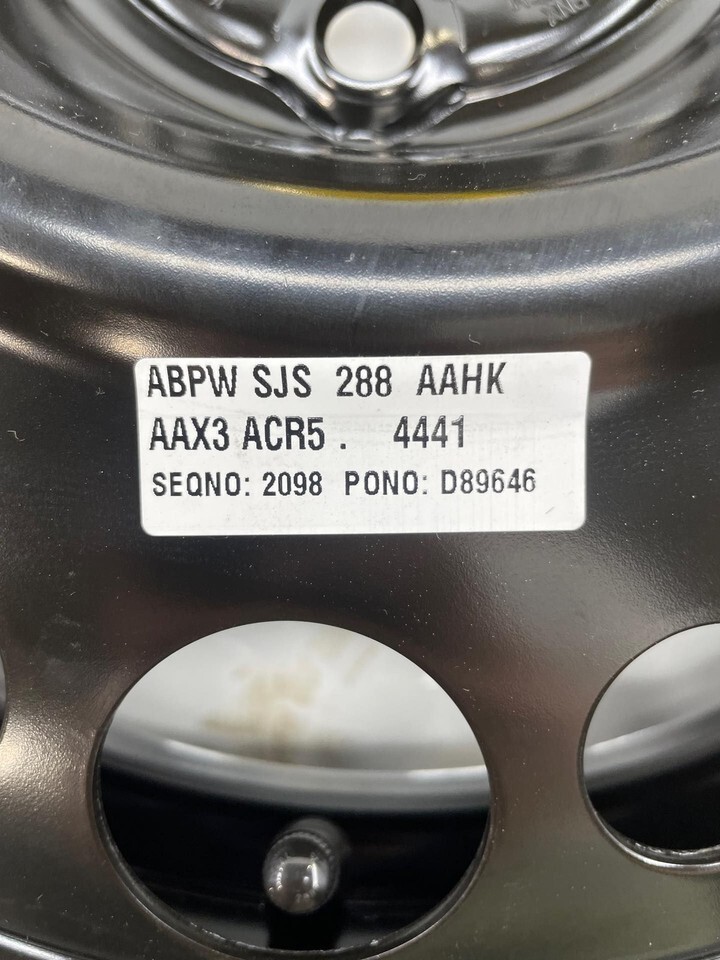 ABPW SJS 288 AAHK
AAX3 ACR5 . 4441
SEQNO: 2098 PONO: D89646